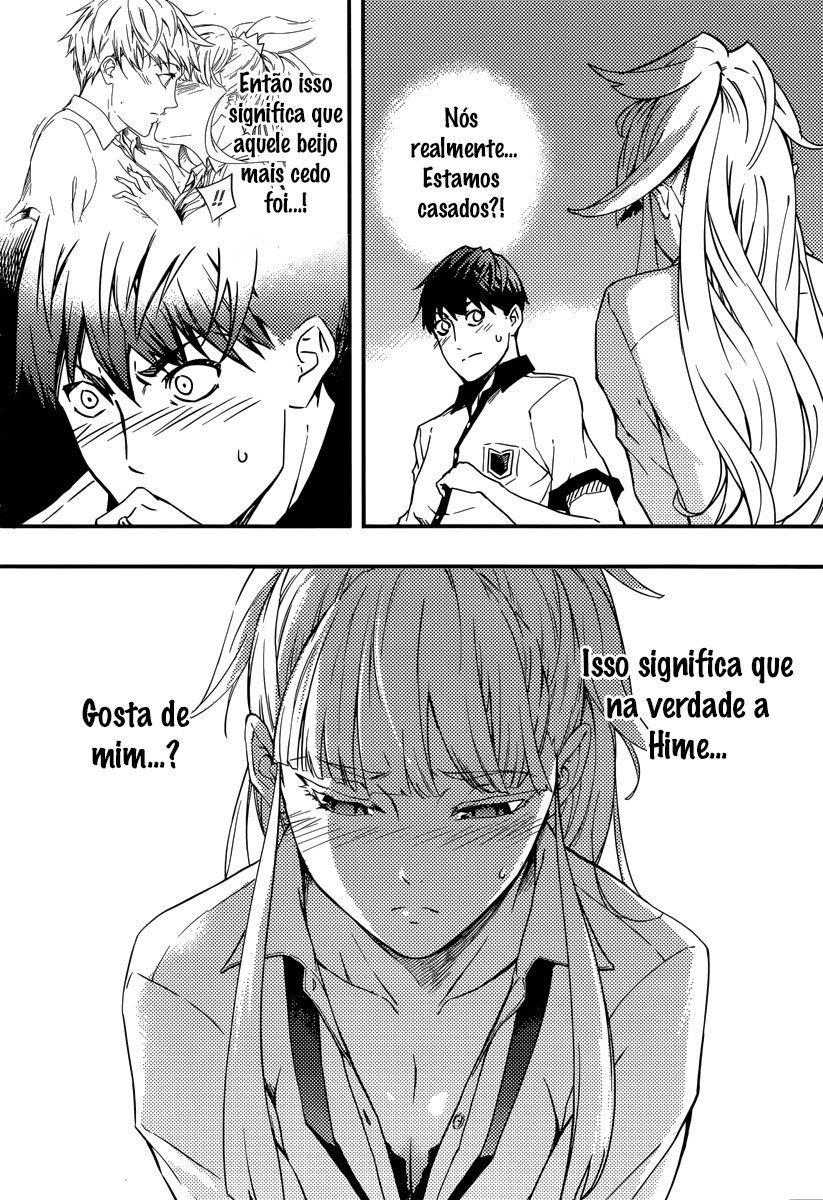 Nós
realmente...
Estamos
casados?!
Então isso
significa que
aquele beijo
mais cedo
foi...!
!!
Isso significa que
na verdade a
Hime...
Gosta de
mim...?